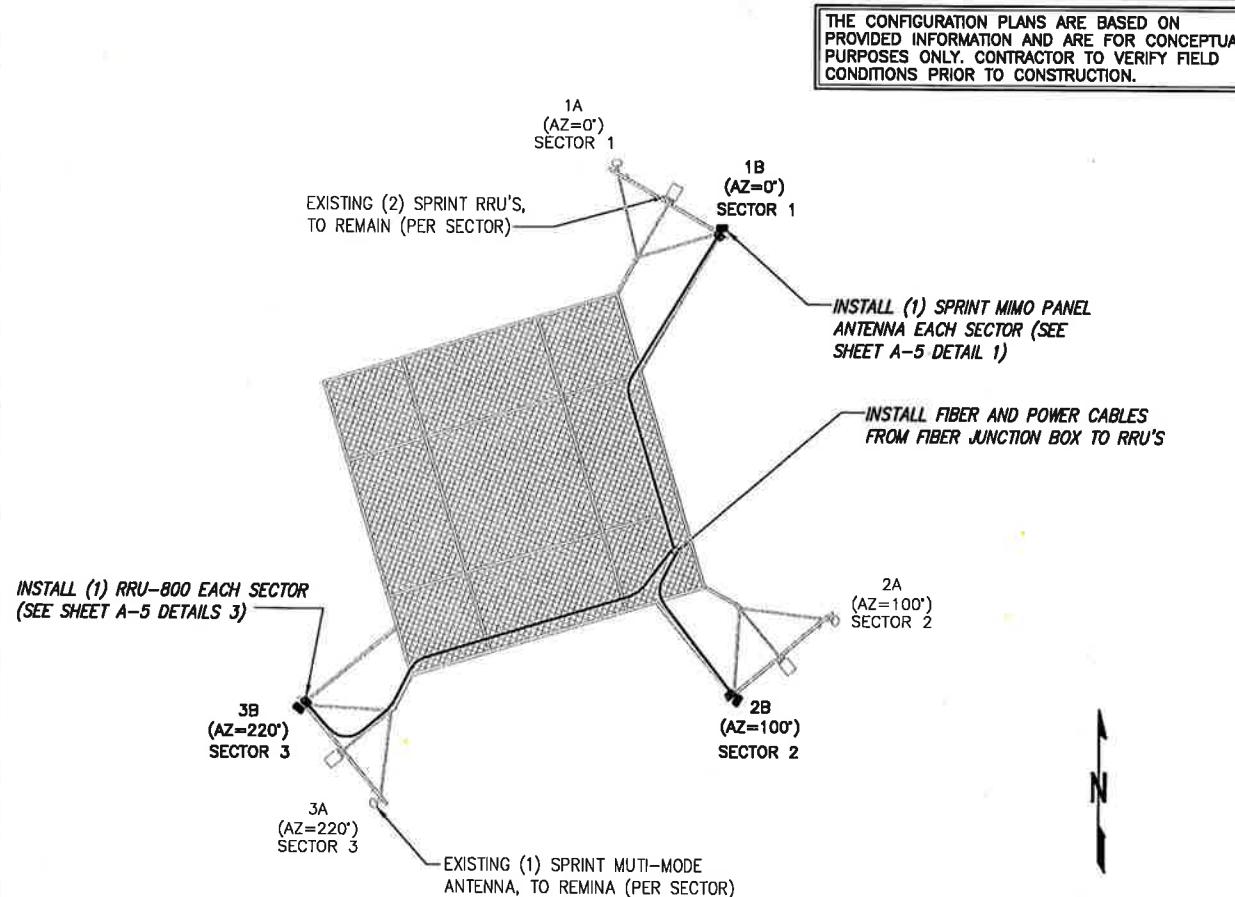 THE CONFIGURATION PLANS ARE BASED ON
PROVIDED INFORMATION AND ARE FOR CONCEPTUA
PURPOSES ONLY. CONTRACTOR TO VERIFY FIELD
CONDITIONS PRIOR TO CONSTRUCTION.
1A
(AZ=0°)
SECTOR 1
1B
(AZ=0°)
SECTOR 1
EXISTING (2) SPRINT RRU'S,
TO REMAIN (PER SECTOR)
INSTALL (1) SPRINT MIMO PANEL
ANTENNA EACH SECTOR (SEE
SHEET A-5 DETAIL 1)
INSTALL FIBER AND POWER CABLES
FROM FIBER JUNCTION BOX TO RRU'S
INSTALL (1) RRU-800 EACH SECTOR
(SEE SHEET A-5 DETAILS 3)
2A
(AZ=100°)
SECTOR 2
3B
(AZ=220°)
SECTOR 3
2B
(AZ=100°)
SECTOR 2
N
3A
(AZ=220°)
SECTOR 3
EXISTING (1) SPRINT MUTI-MODE
ANTENNA, TO REMINA (PER SECTOR)